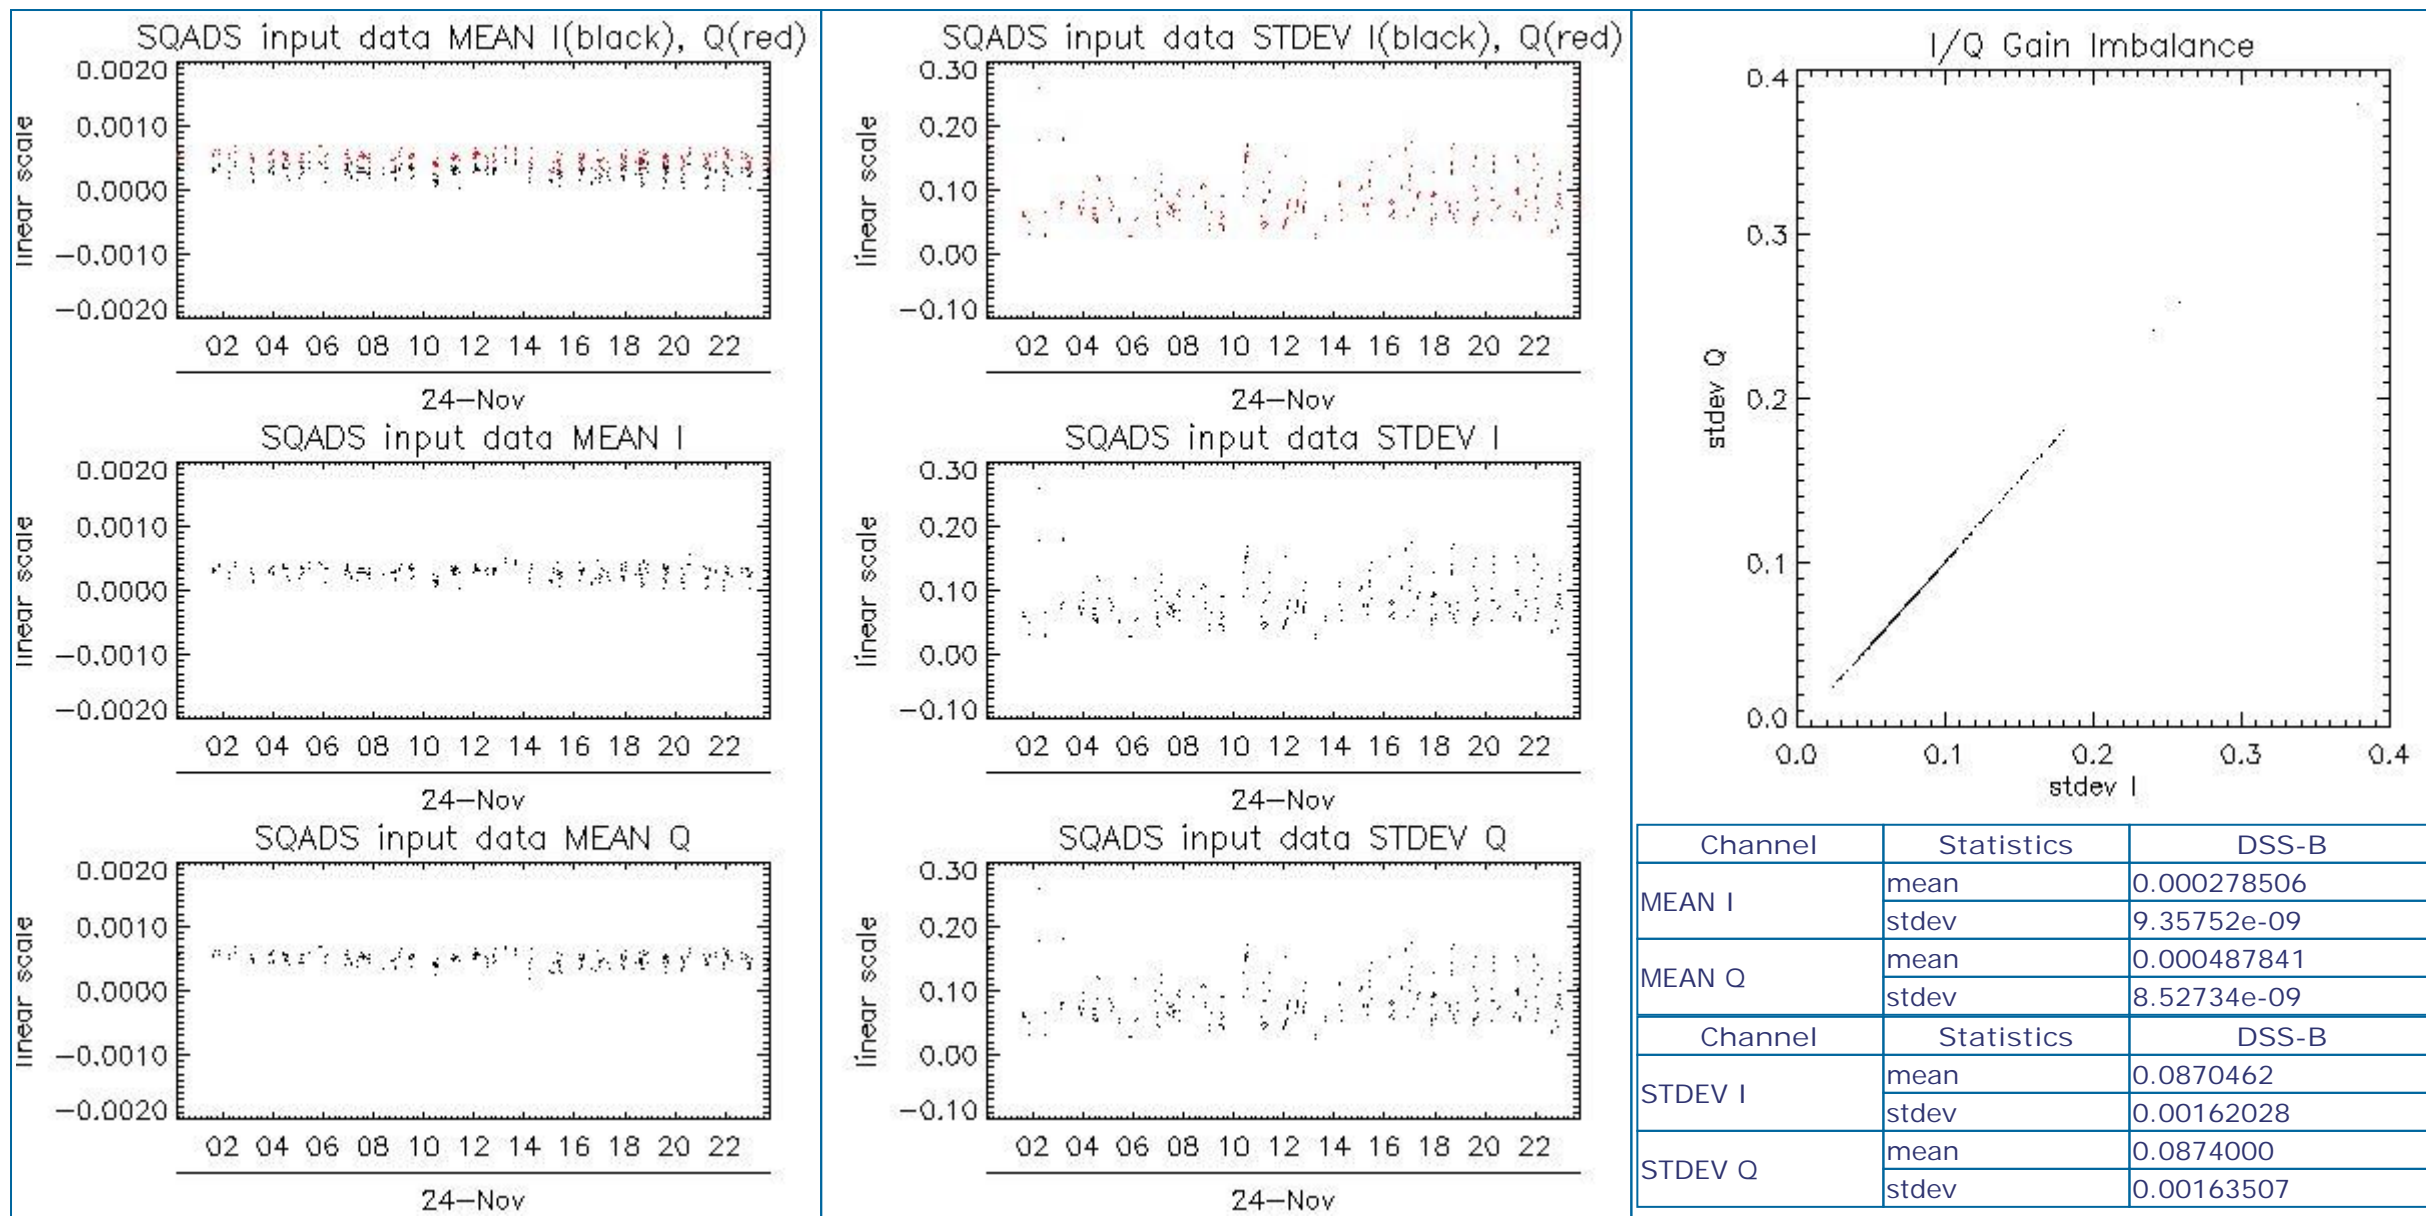 SQADS input data MEAN I(black), Q(red)
linear scale
0.0020
0.0010
0.0000
−0.0010
−0.0020
02 04 06 08 10 12 14 16 18 20 22
24−Nov
SQADS input data MEAN I
linear scale
0.0020
0.0010
0.0000
−0.0010
−0.0020
02 04 06 08 10 12 14 16 18 20 22
24−Nov
SQADS input data MEAN Q
linear scale
0.0020
0.0010
0.0000
−0.0010
−0.0020
02 04 06 08 10 12 14 16 18 20 22
24−Nov
SQADS input data STDEV I(black), Q(red)
linear scale
0.30
0.20
0.10
0.00
−0.10
02 04 06 08 10 12 14 16 18 20 22
24−Nov
SQADS input data STDEV I
linear scale
0.30
0.20
0.10
0.00
−0.10
02 04 06 08 10 12 14 16 18 20 22
24−Nov
SQADS input data STDEV Q
linear scale
0.30
0.20
0.10
0.00
−0.10
02 04 06 08 10 12 14 16 18 20 22
24−Nov
I/Q Gain Imbalance
stdev Q
0.4
0.3
0.2
0.1
0.0
0.0 0.1 0.2 0.3 0.4
stdev I
Channel Statistics DSS-B
MEAN I
mean 0.000278506
stdev 9.35752e-09
MEAN Q
mean 0.000487841
stdev 8.52734e-09
Channel Statistics DSS-B
STDEV I
mean 0.0870462
stdev 0.00162028
STDEV Q
mean 0.0874000
stdev 0.00163507